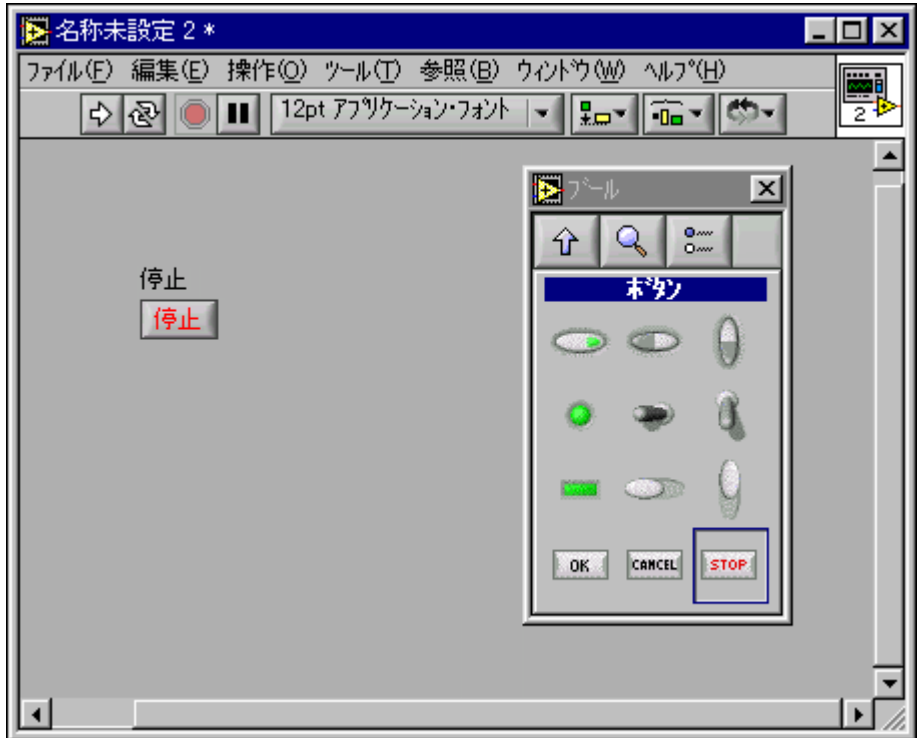 名称未設定 2 *
ファイル(F) 編集(E) 操作(O) ツール(T) 参照(B) ウィンドウ(W) ヘルプ(H)
12pt アプリケーション・フォント
2
ブール
停止
停止
ボタン
OK CANCEL STOP